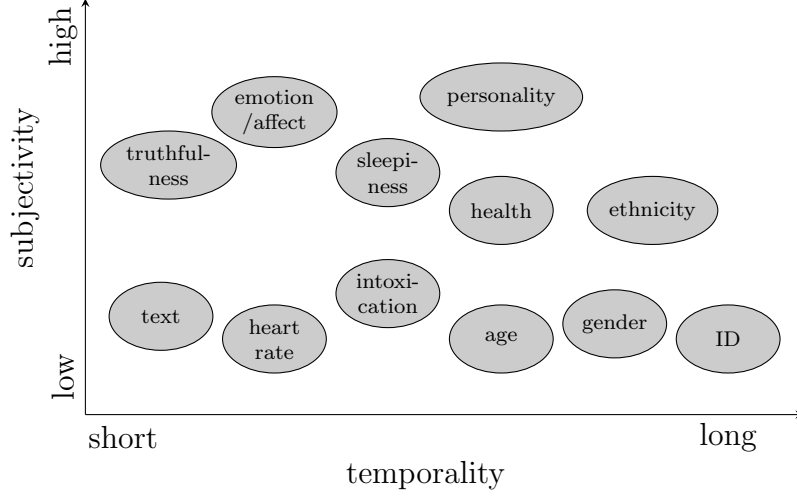 high
subjectivity
low
emotion
/affect
personality
truthful-
ness
sleepi-
ness
health
ethnicity
text
heart
rate
intoxi-
cation
age
gender
ID
short
long
temporality